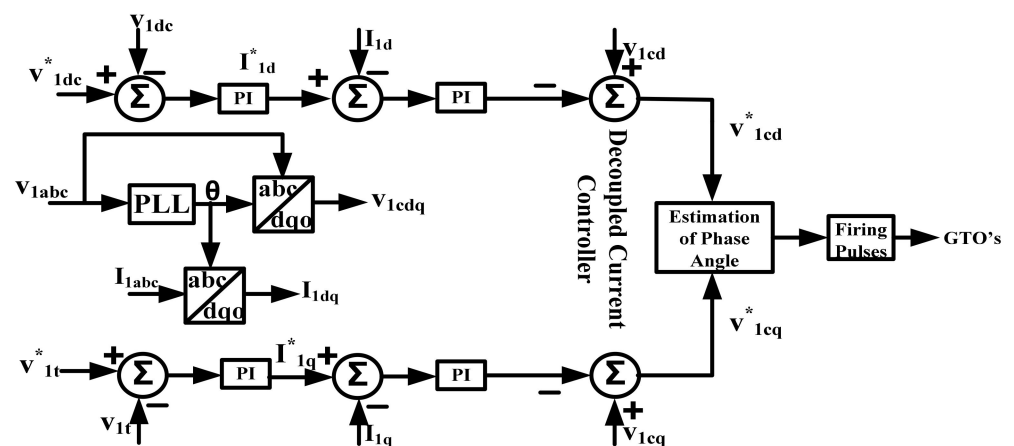 v1dc
v*1dc
+
−
Σ
PI
I*1d
+
I1d
−
Σ
PI
−
v1cd
+
Σ
v*1cd
v1abc
PLL
θ
abc
dqo
v1cdq
I1abc
abc
dqo
I1dq
Decoupled Current
Controller
Estimation
of Phase
Angle
Firing
Pulses
GTO's
v*1cq
v*1t
+
Σ
−
v1t
PI
I*1q
+
Σ
−
I1q
PI
−
Σ
+
v1cq